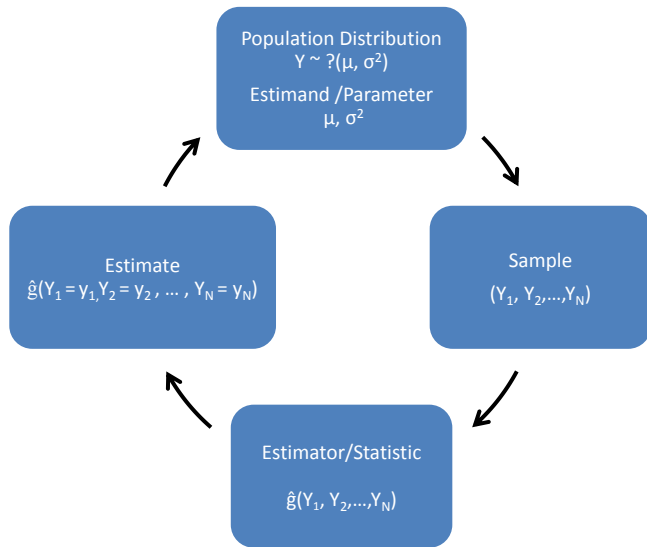 Population Distribution
Y ~ ?(μ, σ²)
Estimand /Parameter
μ, σ²
Sample
(Y₁, Y₂,…,Y_N)
Estimator/Statistic
ĝ(Y₁, Y₂,…,Y_N)
Estimate
ĝ(Y₁ = y₁, Y₂ = y₂ , … , Y_N = y_N)